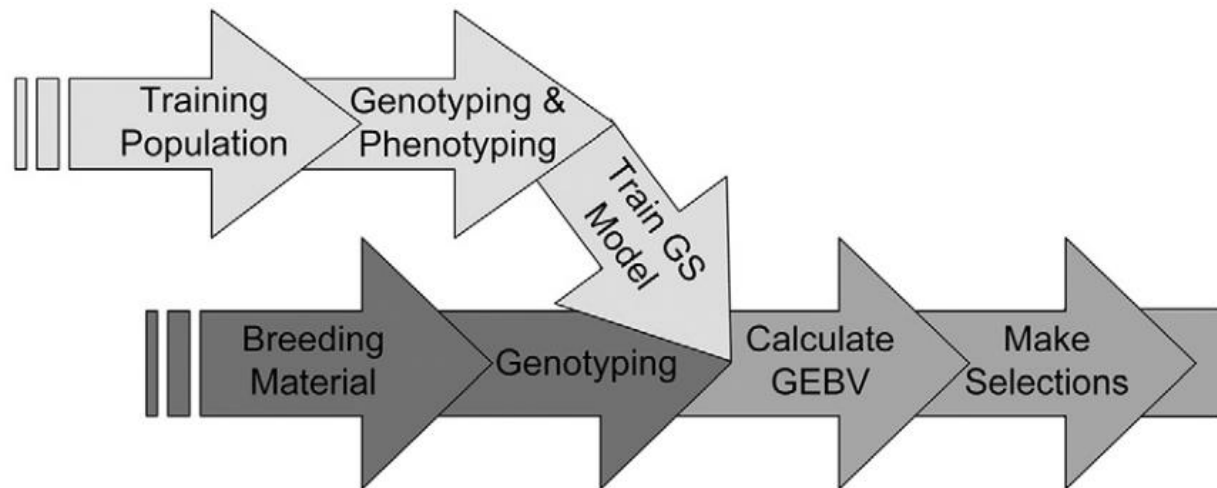 Training
Population
Genotyping &
Phenotyping
Train GS
Model
Breeding
Material
Genotyping
Calculate
GEBV
Make
Selections